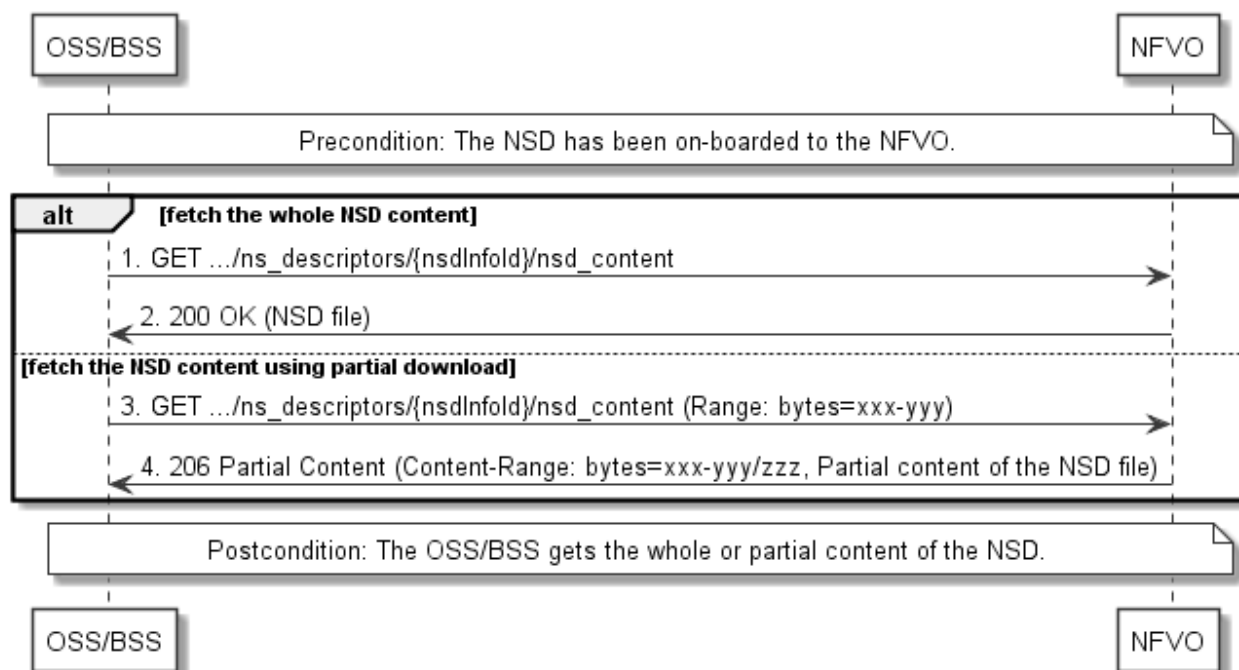 OSS/BSS
NFVO
Precondition: The NSD has been on-boarded to the NFVO.
alt
[fetch the whole NSD content]
1. GET .../ns_descriptors/{nsdInfoId}/nsd_content
2. 200 OK (NSD file)
[fetch the NSD content using partial download]
3. GET .../ns_descriptors/{nsdInfoId}/nsd_content (Range: bytes=xxx-yyy)
4. 206 Partial Content (Content-Range: bytes=xxx-yyy/zzz, Partial content of the NSD file)
Postcondition: The OSS/BSS gets the whole or partial content of the NSD.
OSS/BSS
NFVO